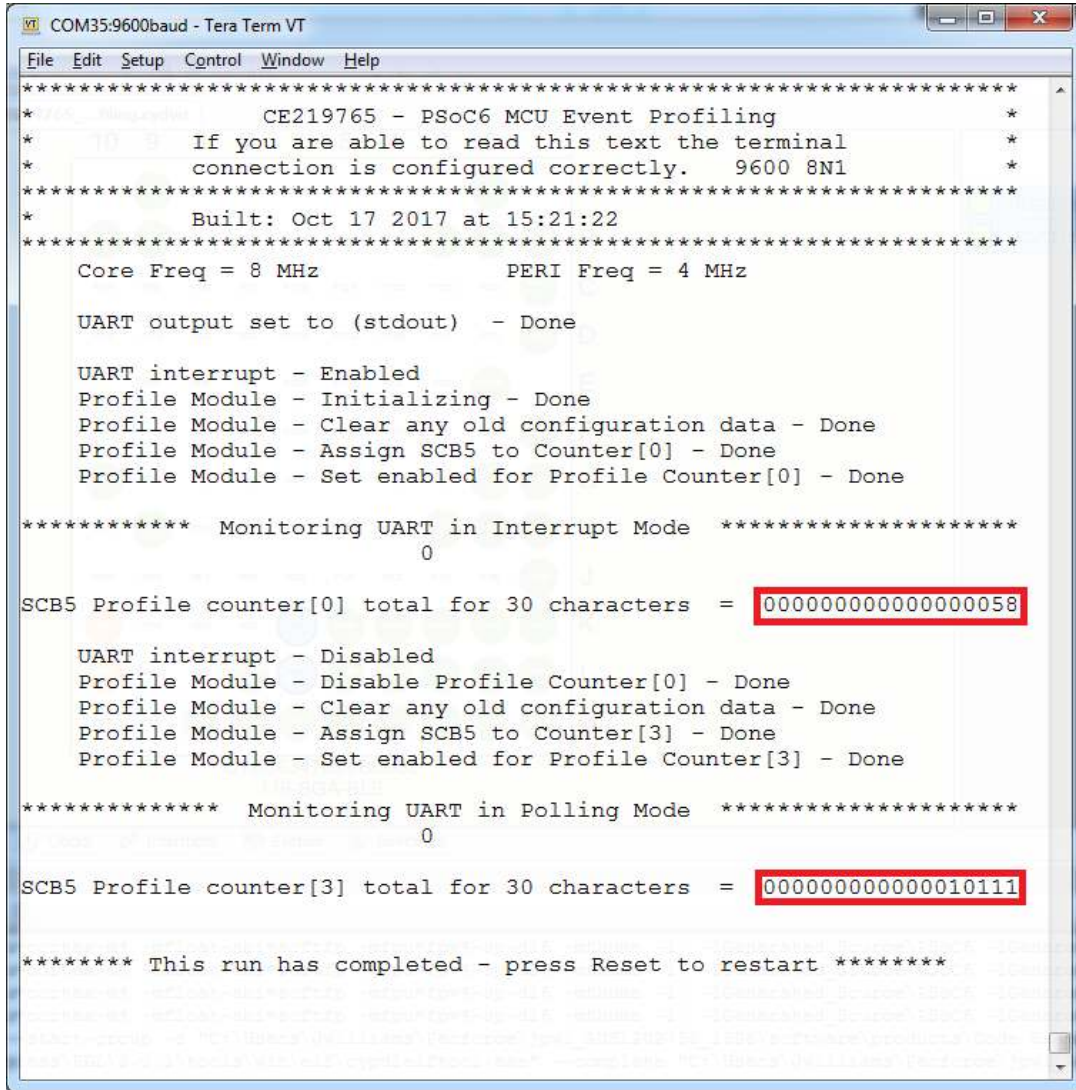 COM35:9600baud - Tera Term VT
File Edit Setup Control Window Help
**********************************************************************
* CE219765 - PSoC6 MCU Event Profiling *
* If you are able to read this text the terminal *
* connection is configured correctly. 9600 8N1 *
**********************************************************************
* Built: Oct 17 2017 at 15:21:22
**********************************************************************
Core Freq = 8 MHz PERI Freq = 4 MHz
UART output set to (stdout) - Done
UART interrupt - Enabled
Profile Module - Initializing - Done
Profile Module - Clear any old configuration data - Done
Profile Module - Assign SCB5 to Counter[0] - Done
Profile Module - Set enabled for Profile Counter[0] - Done
************ Monitoring UART in Interrupt Mode *********************
0
SCB5 Profile counter[0] total for 30 characters = 000000000000000058
UART interrupt - Disabled
Profile Module - Disable Profile Counter[0] - Done
Profile Module - Clear any old configuration data - Done
Profile Module - Assign SCB5 to Counter[3] - Done
Profile Module - Set enabled for Profile Counter[3] - Done
************** Monitoring UART in Polling Mode *********************
0
SCB5 Profile counter[3] total for 30 characters = 000000000000010111
******** This run has completed - press Reset to restart ********